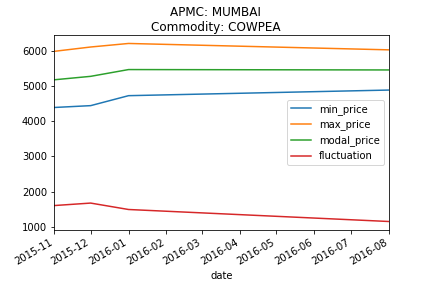 APMC: MUMBAI
Commodity: COWPEA
6000
5000
4000
3000
2000
1000
min_price
max_price
modal_price
fluctuation
2015-11
2015-12
2016-01
2016-02
2016-03
2016-04
2016-05
2016-06
2016-07
2016-08
date